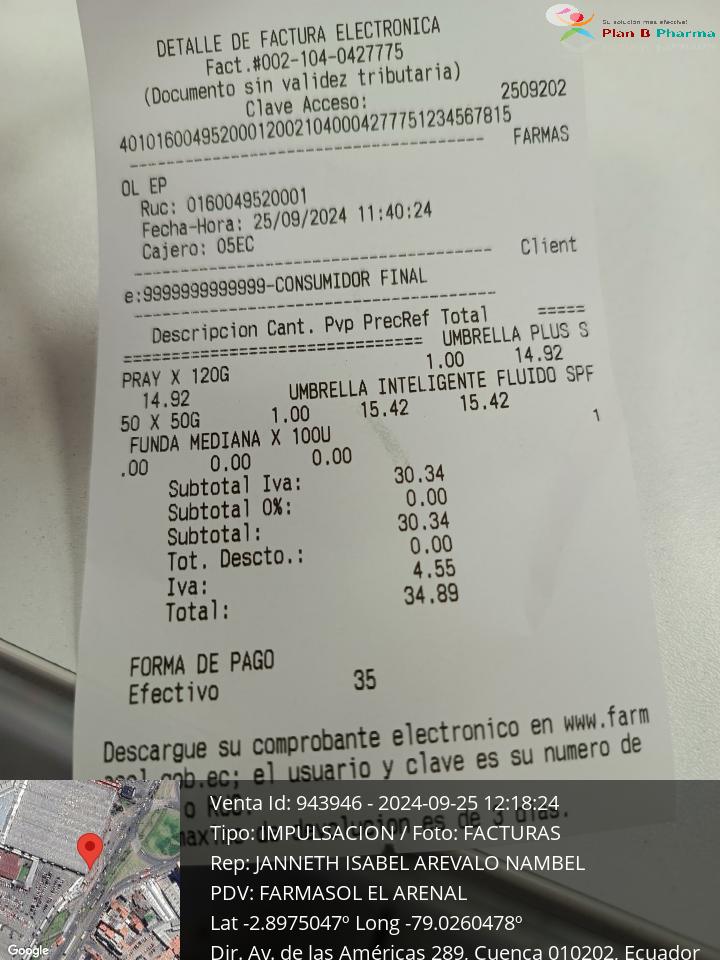 Su solución más efectiva!
Plan B Pharma
DETALLE DE FACTURA ELECTRONICA
Fact.#002-104-0427775
(Documento sin validez tributaria)
Clave Acceso: 2509202
401016004952000120021040004277751234567815
FARMAS
OL EP
Ruc: 0160049520001
Fecha-Hora: 25/09/2024 11:40:24
Cajero: 05EC
Client
e:9999999999999-CONSUMIDOR FINAL
Descripcion Cant. Pvp PrecRef Total
===== 
============================== UMBRELLA PLUS S
PRAY X 120G 1.00 14.92
14.92 UMBRELLA INTELIGENTE FLUIDO SPF
50 X 50G 1.00 15.42 15.42
FUNDA MEDIANA X 100U 1
.00 0.00 0.00
Subtotal Iva: 30.34
Subtotal 0%: 0.00
Subtotal: 30.34
Tot. Descto.: 0.00
Iva: 4.55
Total: 34.89
FORMA DE PAGO
Efectivo 35
Descargue su comprobante electronico en www.farm
asol.gob.ec; el usuario y clave es su numero de
o RUC.
devolucion es de 3 dias.
Venta Id: 943946 - 2024-09-25 12:18:24
Tipo: IMPULSACION / Foto: FACTURAS
Rep: JANNETH ISABEL AREVALO NAMBEL
PDV: FARMASOL EL ARENAL
Lat -2.8975047º Long -79.0260478º
Dir. Av. de las Américas 289, Cuenca 010202, Ecuador
Google